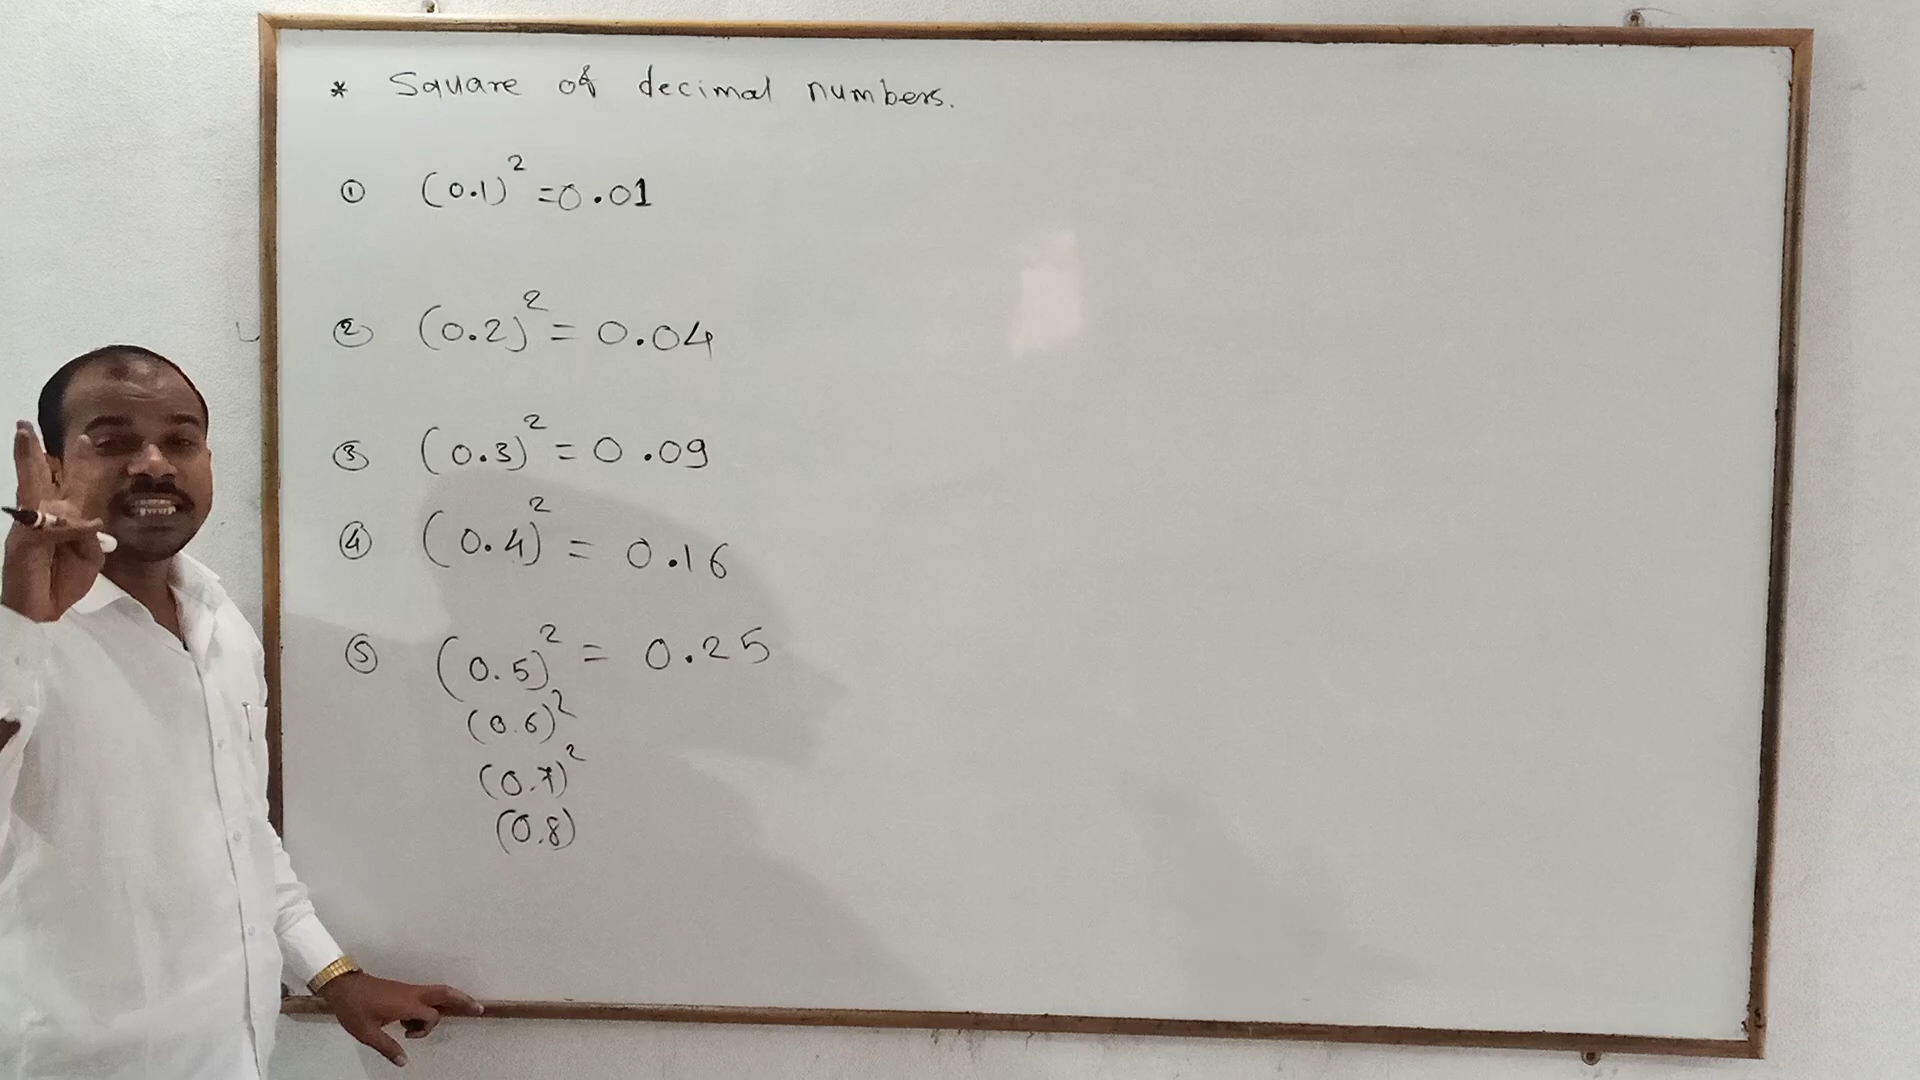 * Square of decimal numbers.
① (0.1)² = 0.01
② (0.2)² = 0.04
③ (0.3)² = 0.09
④ (0.4)² = 0.16
⑤ (0.5)² = 0.25
(0.6)²
(0.7)²
(0.8)